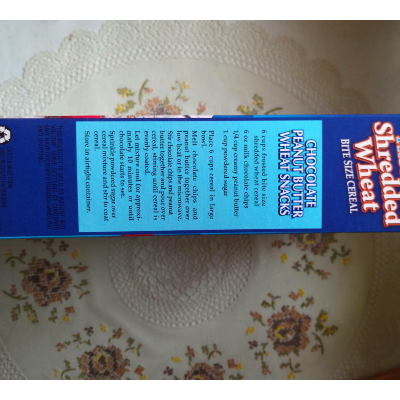 Shredded
Wheat
BITE SIZE CEREAL
CHOCOLATE
PEANUT BUTTER
WHEAT SNACKS
6 cups frosted bite size
shredded wheat cereal
6 oz milk chocolate chips
1/4 cup creamy peanut butter
1 cup powdered sugar
Place 6 cups cereal in large
bowl.
Melt chocolate chips and
peanut butter together over
low heat or in the microwave.
Stir chocolate chips and peanut
butter together and pour over
cereal, stirring until cereal is
evenly coated.
Let mixture cool for approxi-
mately 10 minutes or until
chocolate starts to set.
Sprinkle powdered sugar over
cereal mixture and stir to coat
cereal.
Store in airtight container.